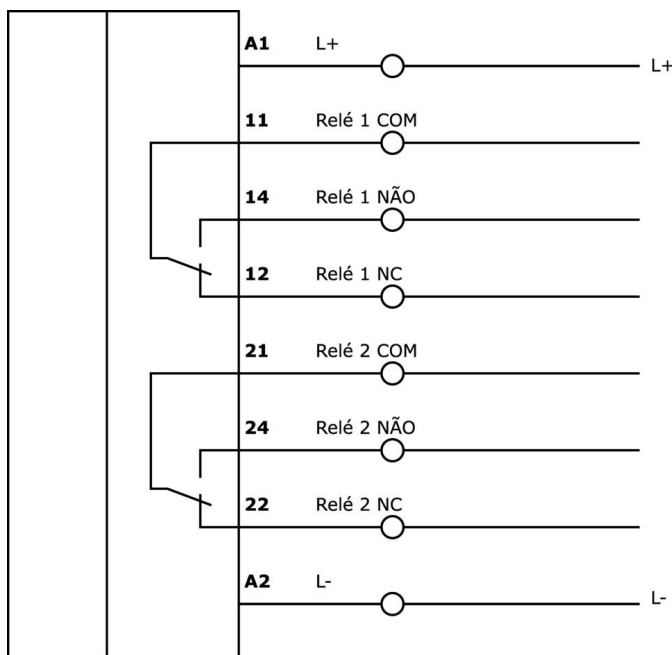 A1 L+
L+
11 Relé 1 COM
14 Relé 1 NÃO
12 Relé 1 NC
21 Relé 2 COM
24 Relé 2 NÃO
22 Relé 2 NC
A2 L-
L-